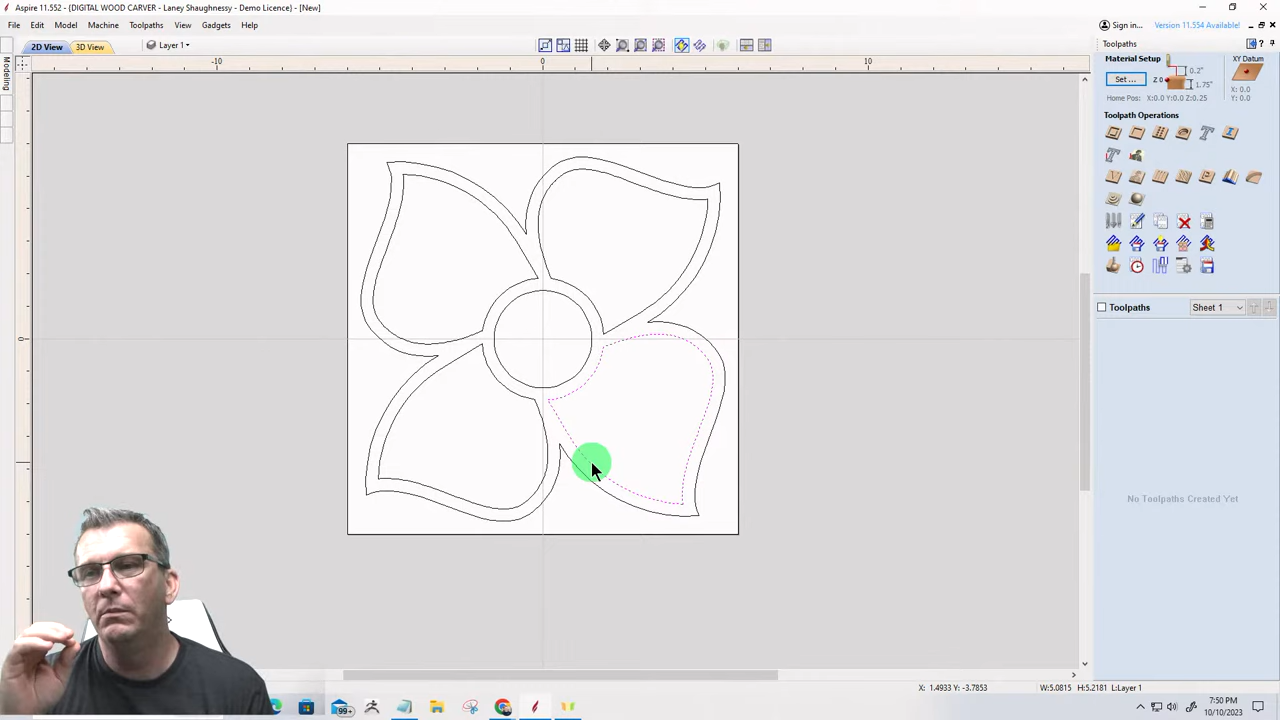 Aspire 11.552 - (DIGITAL WOOD CARVER - Laney Shaughnessy - Demo Licence) - [New]
File Edit Model Machine Toolpaths View Gadgets Help
Sign in... Version 11.554 Available!
2D View 3D View Layer 1
Toolpaths
-10 0 10
Modeling
Material Setup
XY Datum
0.2"
Set ...
Z 0
1.75"
X: 0.0
Y: 0.0
Home Pos: X:0.0 Y:0.0 Z:0.25
Toolpath Operations
Toolpaths Sheet 1
0
No Toolpaths Created Yet
X: 1.4933 Y: -3.7853 W:5.0815 H:5.2181 L:Layer 1
99+
7:50 PM
10/10/2023